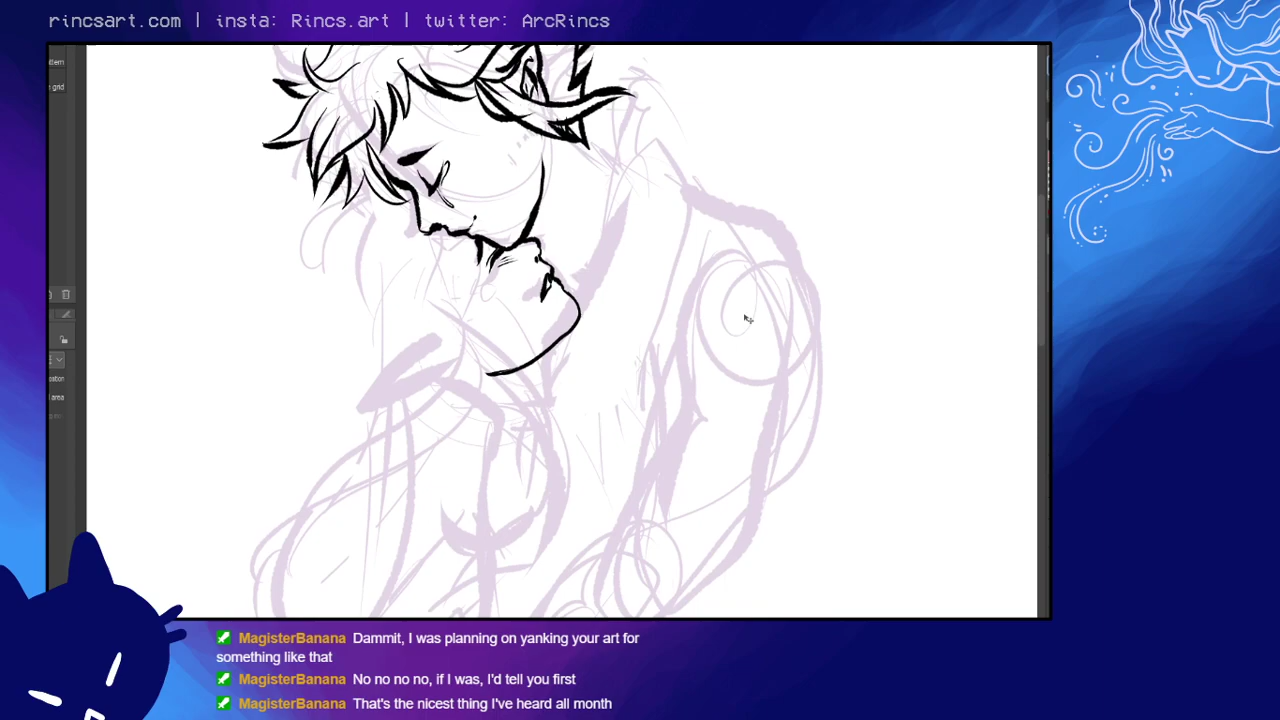 rincsart.com | insta: Rincs.art | twitter: ArcRincs
grid
area
MagisterBanana Dammit, I was planning on yanking your art for
something like that
MagisterBanana No no no no, if I was, I'd tell you first
MagisterBanana That's the nicest thing I've heard all month